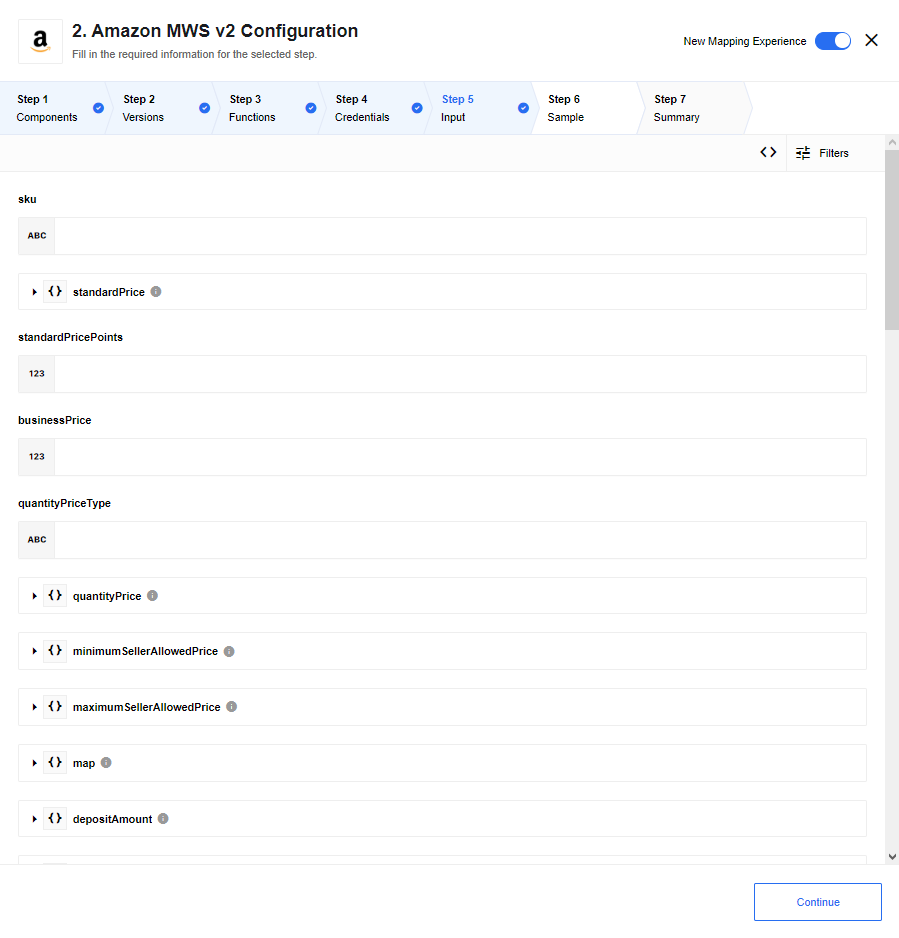 a
2. Amazon MWS v2 Configuration
Fill in the required information for the selected step.
New Mapping Experience
Step 1
Components
Step 2
Versions
Step 3
Functions
Step 4
Credentials
Step 5
Input
Step 6
Sample
Step 7
Summary
<> Filters
sku
ABC
{} standardPrice i
standardPricePoints
123
businessPrice
123
quantityPriceType
ABC
{} quantityPrice i
{} minimumSellerAllowedPrice i
{} maximumSellerAllowedPrice i
{} map i
{} depositAmount i
Continue